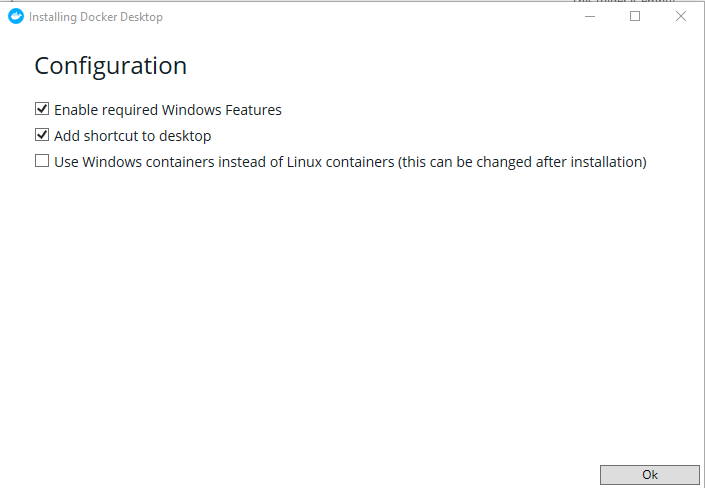 Installing Docker Desktop
Configuration
Enable required Windows Features
Add shortcut to desktop
Use Windows containers instead of Linux containers (this can be changed after installation)
Ok